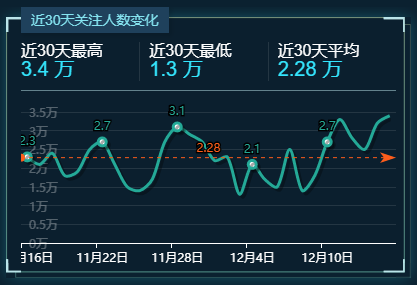 近30天关注人数变化
近30天最高 近30天最低 近30天平均
3.4 万 1.3 万 2.28 万
3.5万
3.1
3万
2.7 2.7
2.5万
2.3 2.28 2.1
2万
1.5万
1万
0.5万
0万
月16日 11月22日 11月28日 12月4日 12月10日